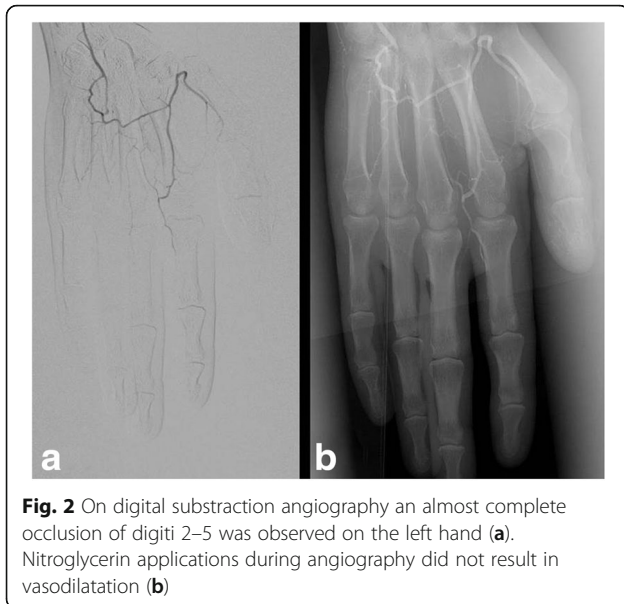 a
b
Fig. 2 On digital substraction angiography an almost complete
occlusion of digiti 2–5 was observed on the left hand (a).
Nitroglycerin applications during angiography did not result in
vasodilatation (b)